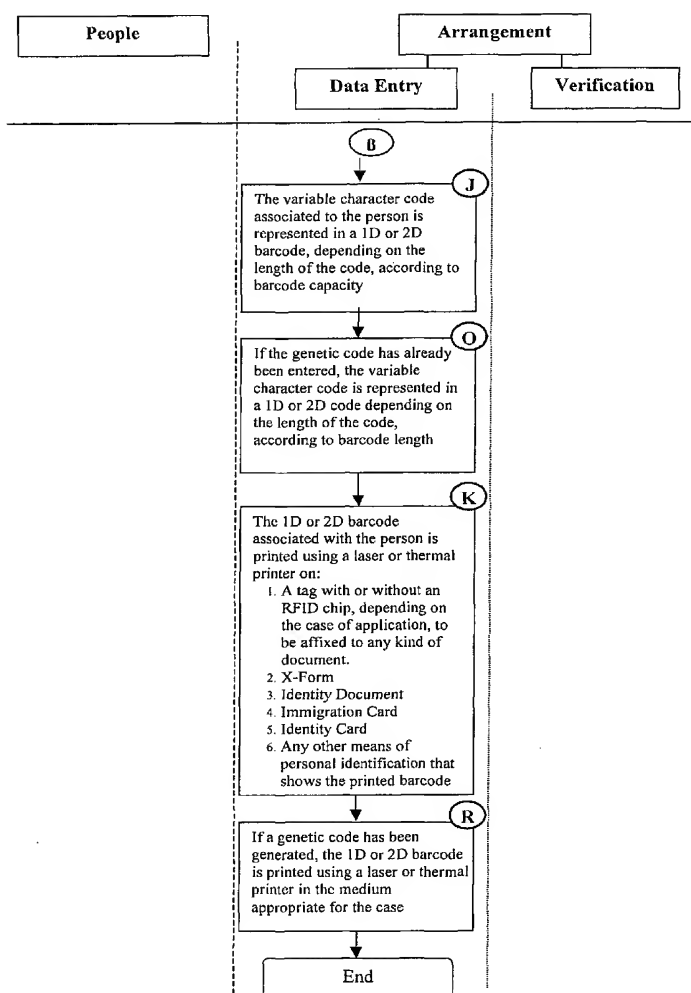 People
Arrangement
Data Entry
Verification
B
J
The variable character code
associated to the person is
represented in a 1D or 2D
barcode, depending on the
length of the code, according to
barcode capacity
O
If the genetic code has already
been entered, the variable
character code is represented in
a 1D or 2D code depending on
the length of the code,
according to barcode length
K
The 1D or 2D barcode
associated with the person is
printed using a laser or thermal
printer on:
1. A tag with or without an
RFID chip, depending on
the case of application, to
be affixed to any kind of
document.
2. X-Form
3. Identity Document
4. Immigration Card
5. Identity Card
6. Any other means of
personal identification that
shows the printed barcode
R
If a genetic code has been
generated, the 1D or 2D barcode
is printed using a laser or thermal
printer in the medium
appropriate for the case
End